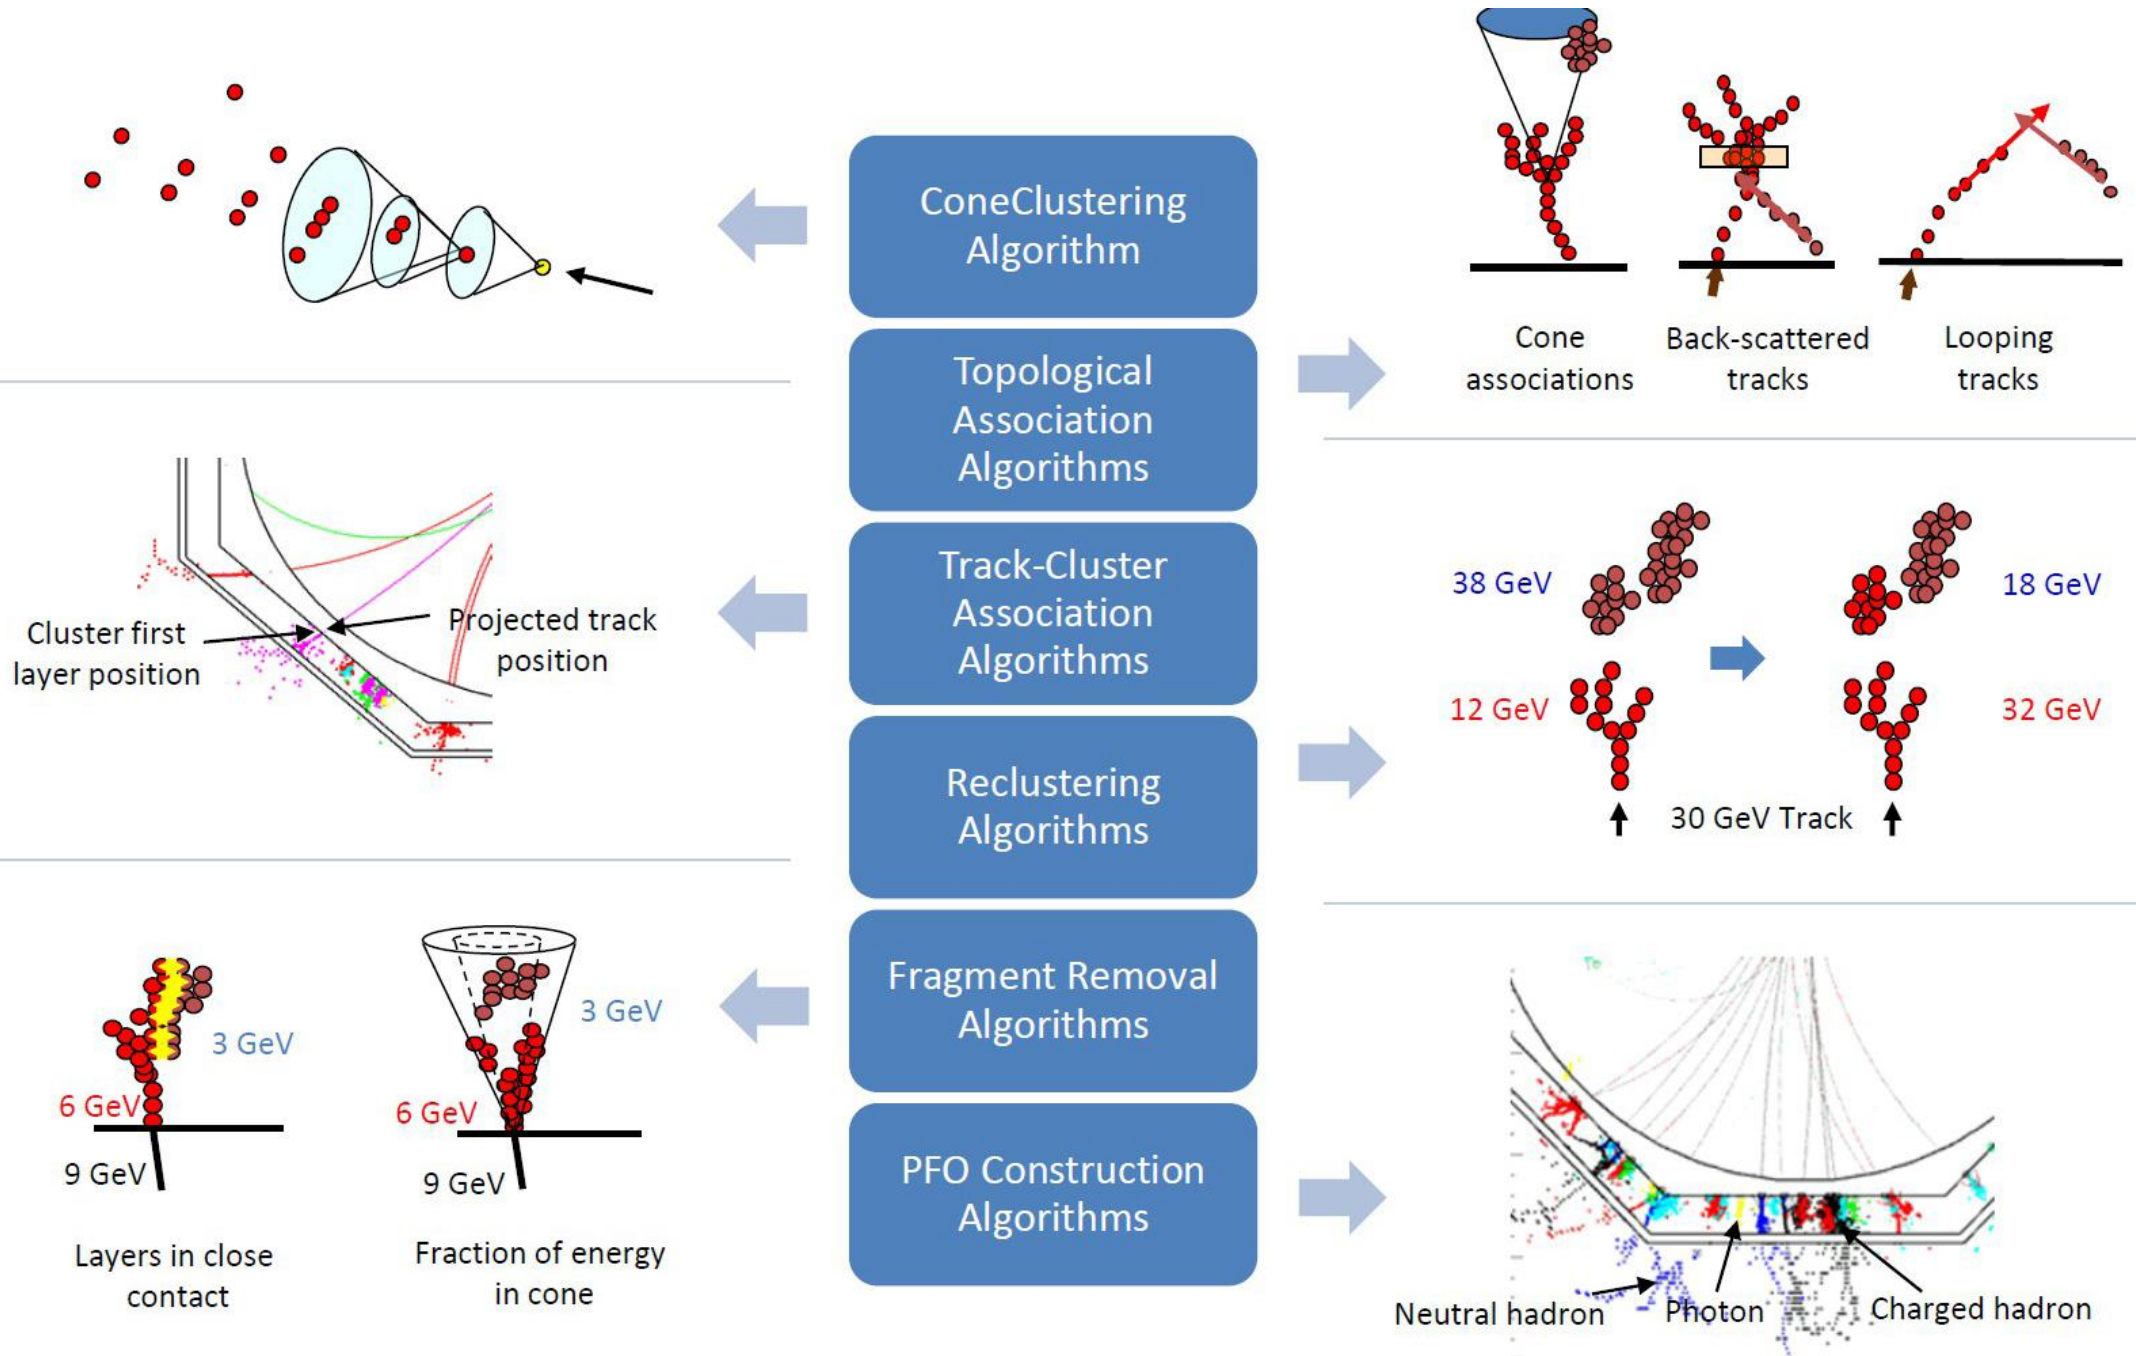 ConeClustering
Algorithm
Cone
associations
Back-scattered
tracks
Looping
tracks
Topological
Association
Algorithms
Track-Cluster
Association
Algorithms
Cluster first
layer position
Projected track
position
38 GeV
18 GeV
12 GeV
32 GeV
30 GeV Track
Reclustering
Algorithms
Fragment Removal
Algorithms
3 GeV
6 GeV
9 GeV
Layers in close
contact
3 GeV
6 GeV
9 GeV
Fraction of energy
in cone
PFO Construction
Algorithms
Neutral hadron
Photon
Charged hadron